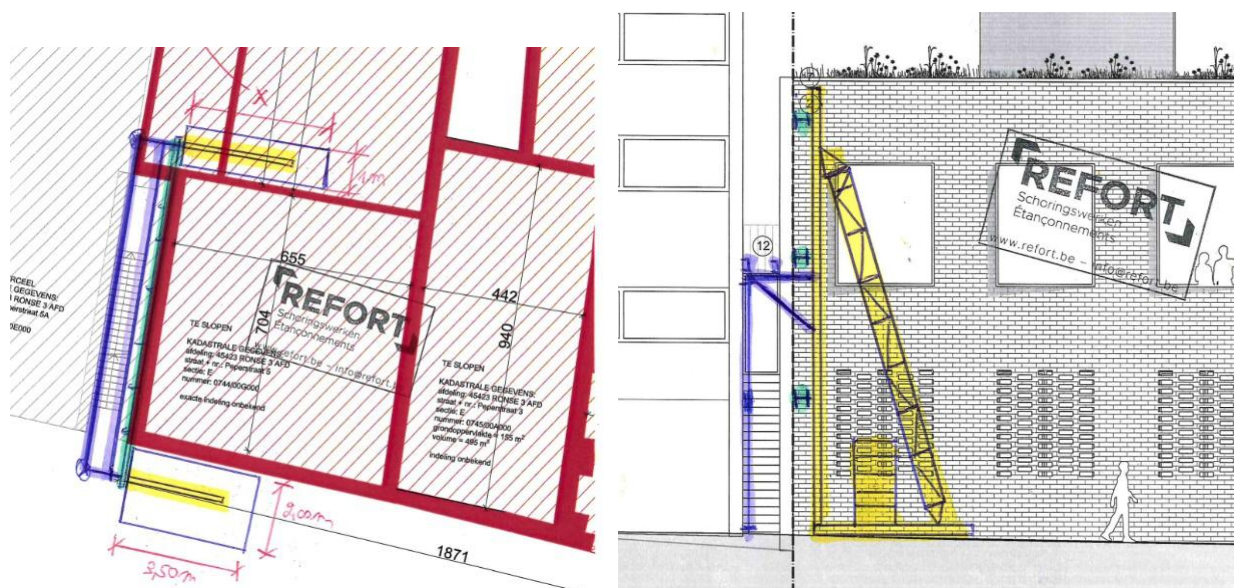 X
1m
RCEEL
GEGEVENS:
RONSE 3 AFD
perstraat 5A
0E000
655
704
442
940
REFORT
Schoringswerken
Étançonnements
www.refort.be – info@refort.be
TE SLOPEN
KADASTRALE GEGEVENS:
afdeling: 45423 RONSE 3 AFD
straat + nr.: Peperstraat 5
sectie: E
nummer: 0744/00G000
exacte indeling onbekend
TE SLOPEN
KADASTRALE GEGEVENS:
afdeling: 45423 RONSE 3 AFD
straat + nr.: Peperstraat 3
sectie: E
nummer: 0745/00A000
grondoppervlakte = 155 m²
volume = 495 m³
indeling onbekend
2,00m
3,50m
1871
12
REFORT
Schoringswerken
Étançonnements
www.refort.be – info@refort.be